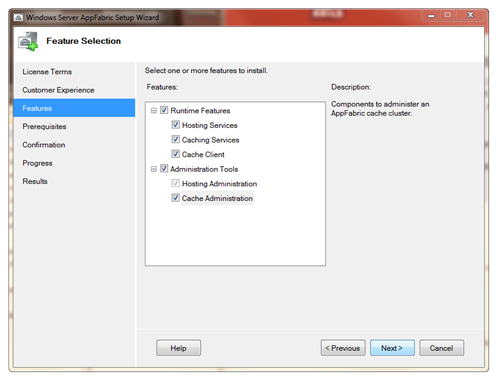 Windows Server AppFabric Setup Wizard
Feature Selection
License Terms
Customer Experience
Features
Prerequisites
Confirmation
Progress
Results
Select one or more features to install.
Features:
Runtime Features
Hosting Services
Caching Services
Cache Client
Administration Tools
Hosting Administration
Cache Administration
Description:
Components to administer an
AppFabric cache cluster.
Help
< Previous
Next >
Cancel